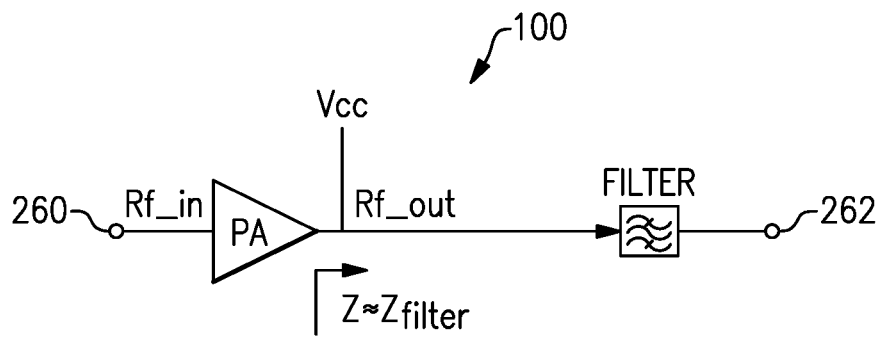 100
Vcc
Rf_in
Rf_out
FILTER
260
PA
262
Z≈Zfilter